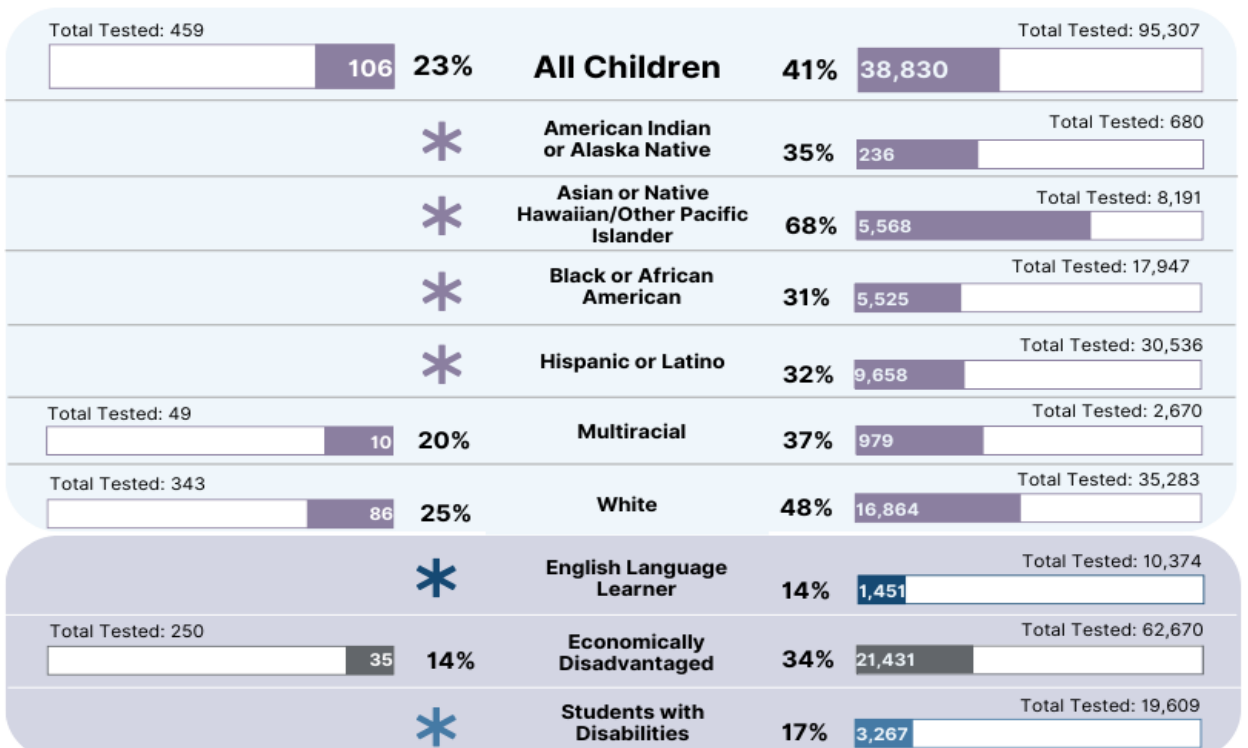 Total Tested: 459
Total Tested: 95,307
106 23% All Children 41% 38,830
American Indian
or Alaska Native
Total Tested: 680
35% 236
Asian or Native
Hawaiian/Other Pacific
Islander
Total Tested: 8,191
68% 5,568
Black or African
American
Total Tested: 17,947
31% 5,525
Hispanic or Latino
Total Tested: 30,536
32% 9,658
Total Tested: 49
Total Tested: 2,670
10 20% Multiracial 37% 979
Total Tested: 343
Total Tested: 35,283
86 25% White 48% 16,864
English Language
Learner
Total Tested: 10,374
14% 1,451
Total Tested: 250
Total Tested: 62,670
35 14% Economically
Disadvantaged 34% 21,431
Students with
Disabilities
Total Tested: 19,609
17% 3,267